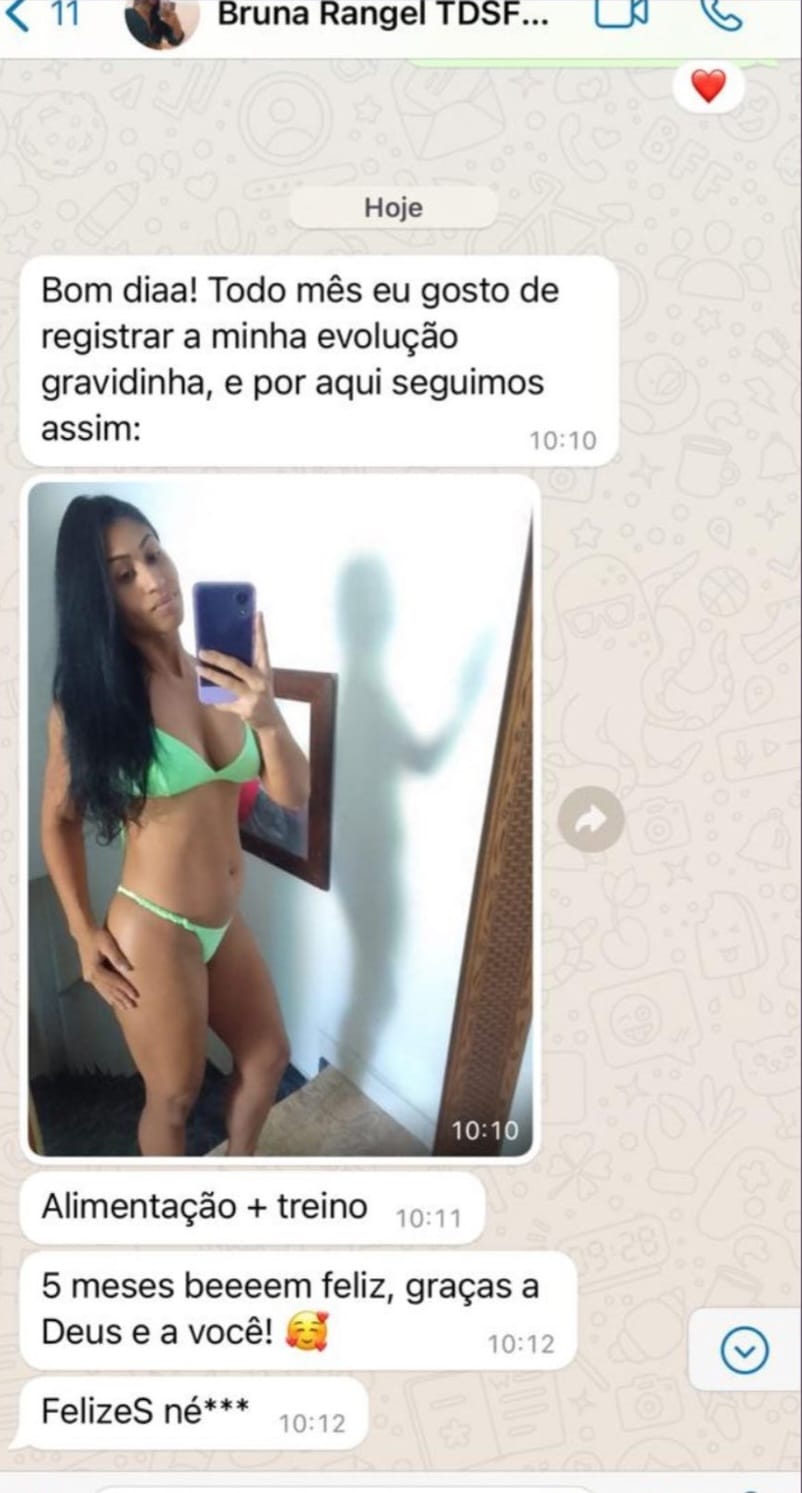 11
Bruna Rangel TDSF...
Hoje
Bom diaa! Todo mês eu gosto de
registrar a minha evolução
gravidinha, e por aqui seguimos
assim:
10:10
10:10
Alimentação + treino
10:11
5 meses beeeem feliz, graças a
Deus e a você! 🥰
10:12
FelizeS né***
10:12